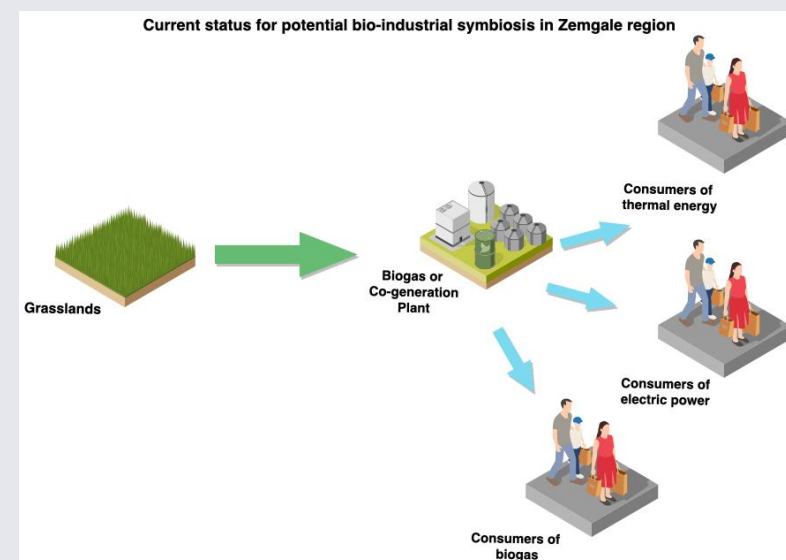 Current status for potential bio-industrial symbiosis in Zemgale region
Consumers of
thermal energy
Grasslands
Biogas or
Co-generation
Plant
Consumers of
electric power
Consumers of
biogas